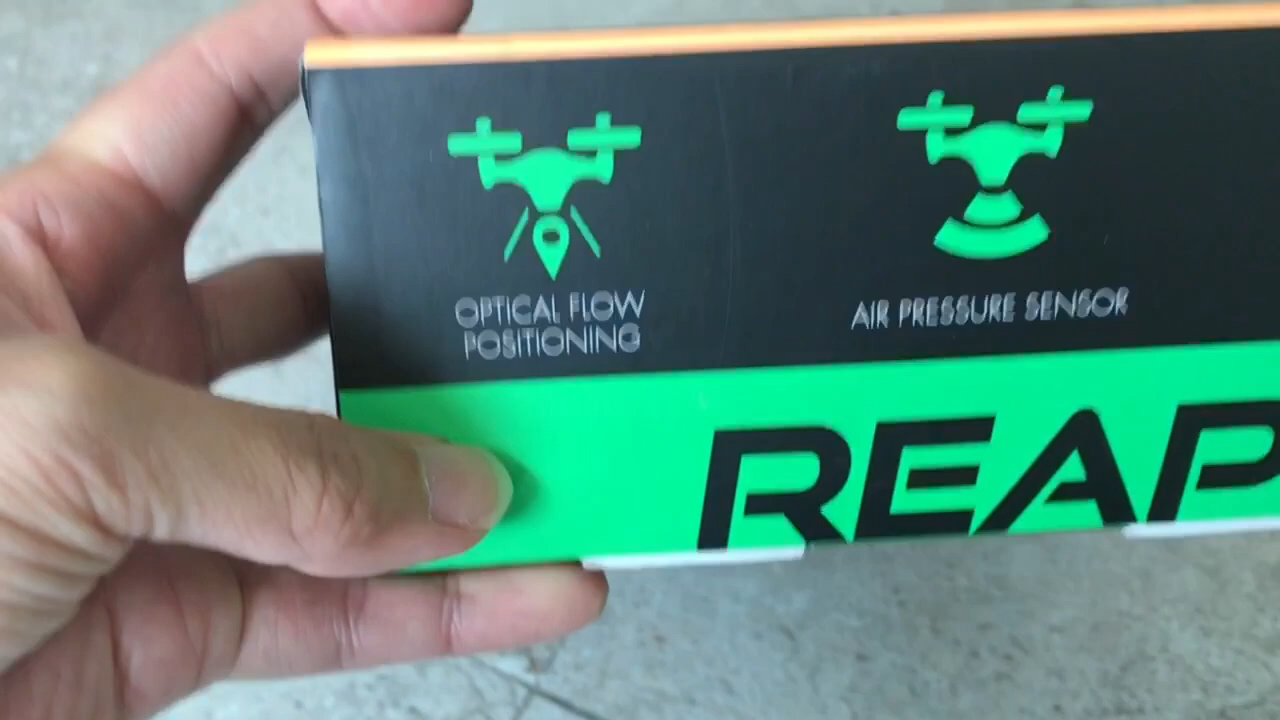 OPTICAL FLOW
POSITIONING
AIR PRESSURE SENSOR
REAP